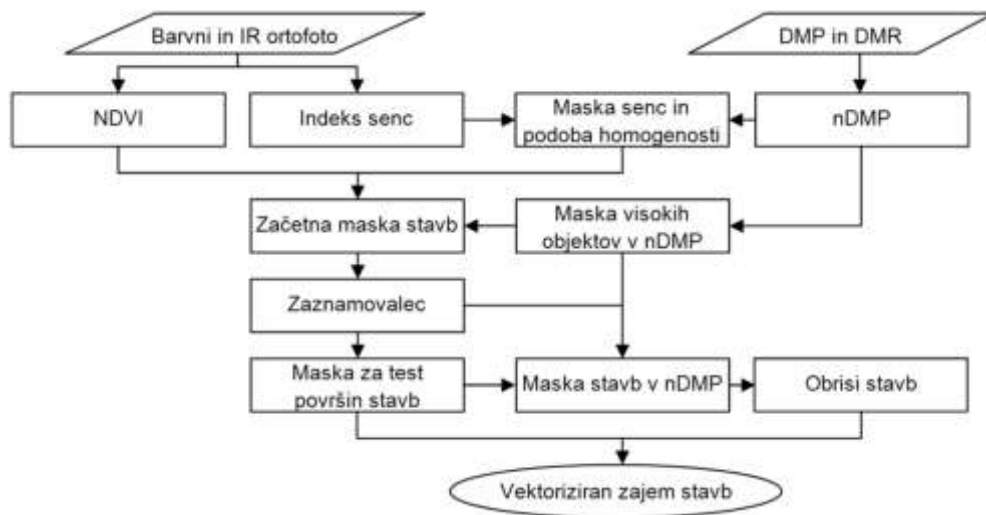 Barvni in IR ortofoto
DMP in DMR
NDVI
Indeks senc
Maska senc in
podoba homogenosti
nDMP
Začetna maska stavb
Maska visokih
objektov v nDMP
Zaznamovalec
Maska za test
površin stavb
Maska stavb v nDMP
Obrisi stavb
Vektoriziran zajem stavb